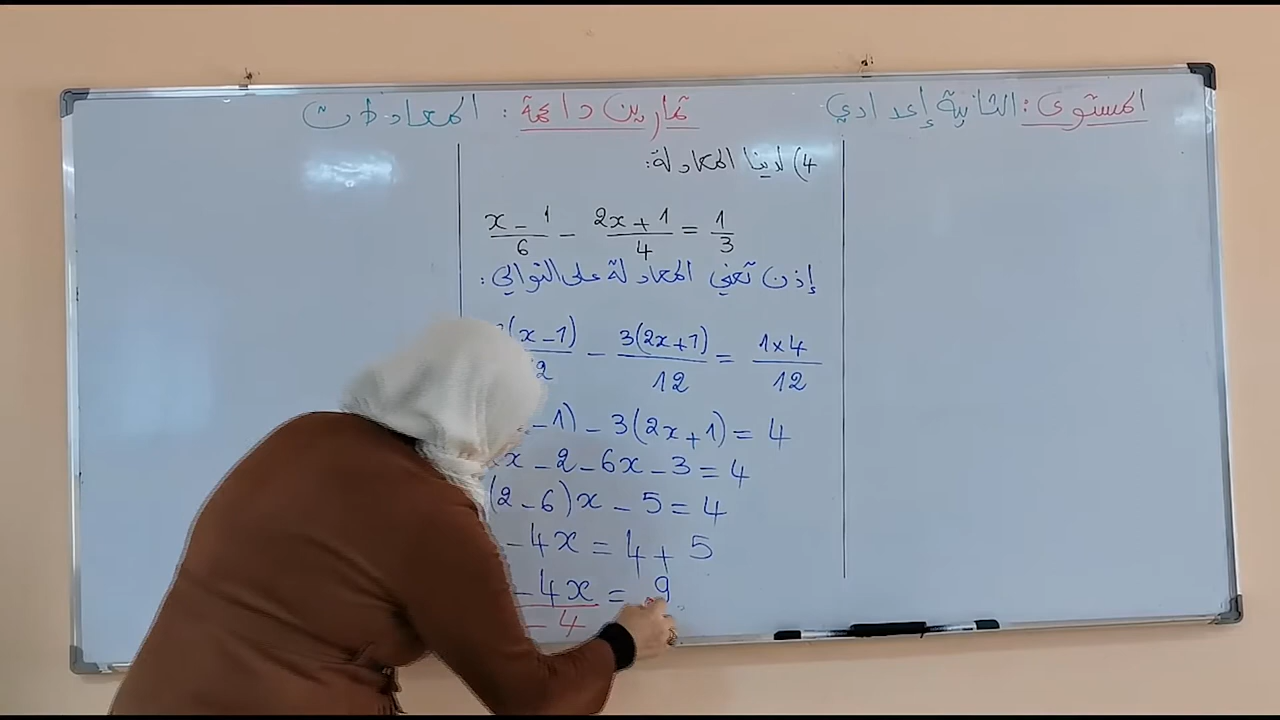 المستوى: الثانية إعدادي
تمارين داعمة: المعادلات
4) لدينا المعادلة:
x - 1 / 6 - 2x + 1 / 4 = 1 / 3
إذن تعني المعادلة على التوالي:
(x - 1) / 2 - 3(2x + 1) / 12 = 1 × 4 / 12
- 1) - 3(2x + 1) = 4
x - 2 - 6x - 3 = 4
(2 - 6)x - 5 = 4
- 4x = 4 + 5
- 4x / - 4 = 9